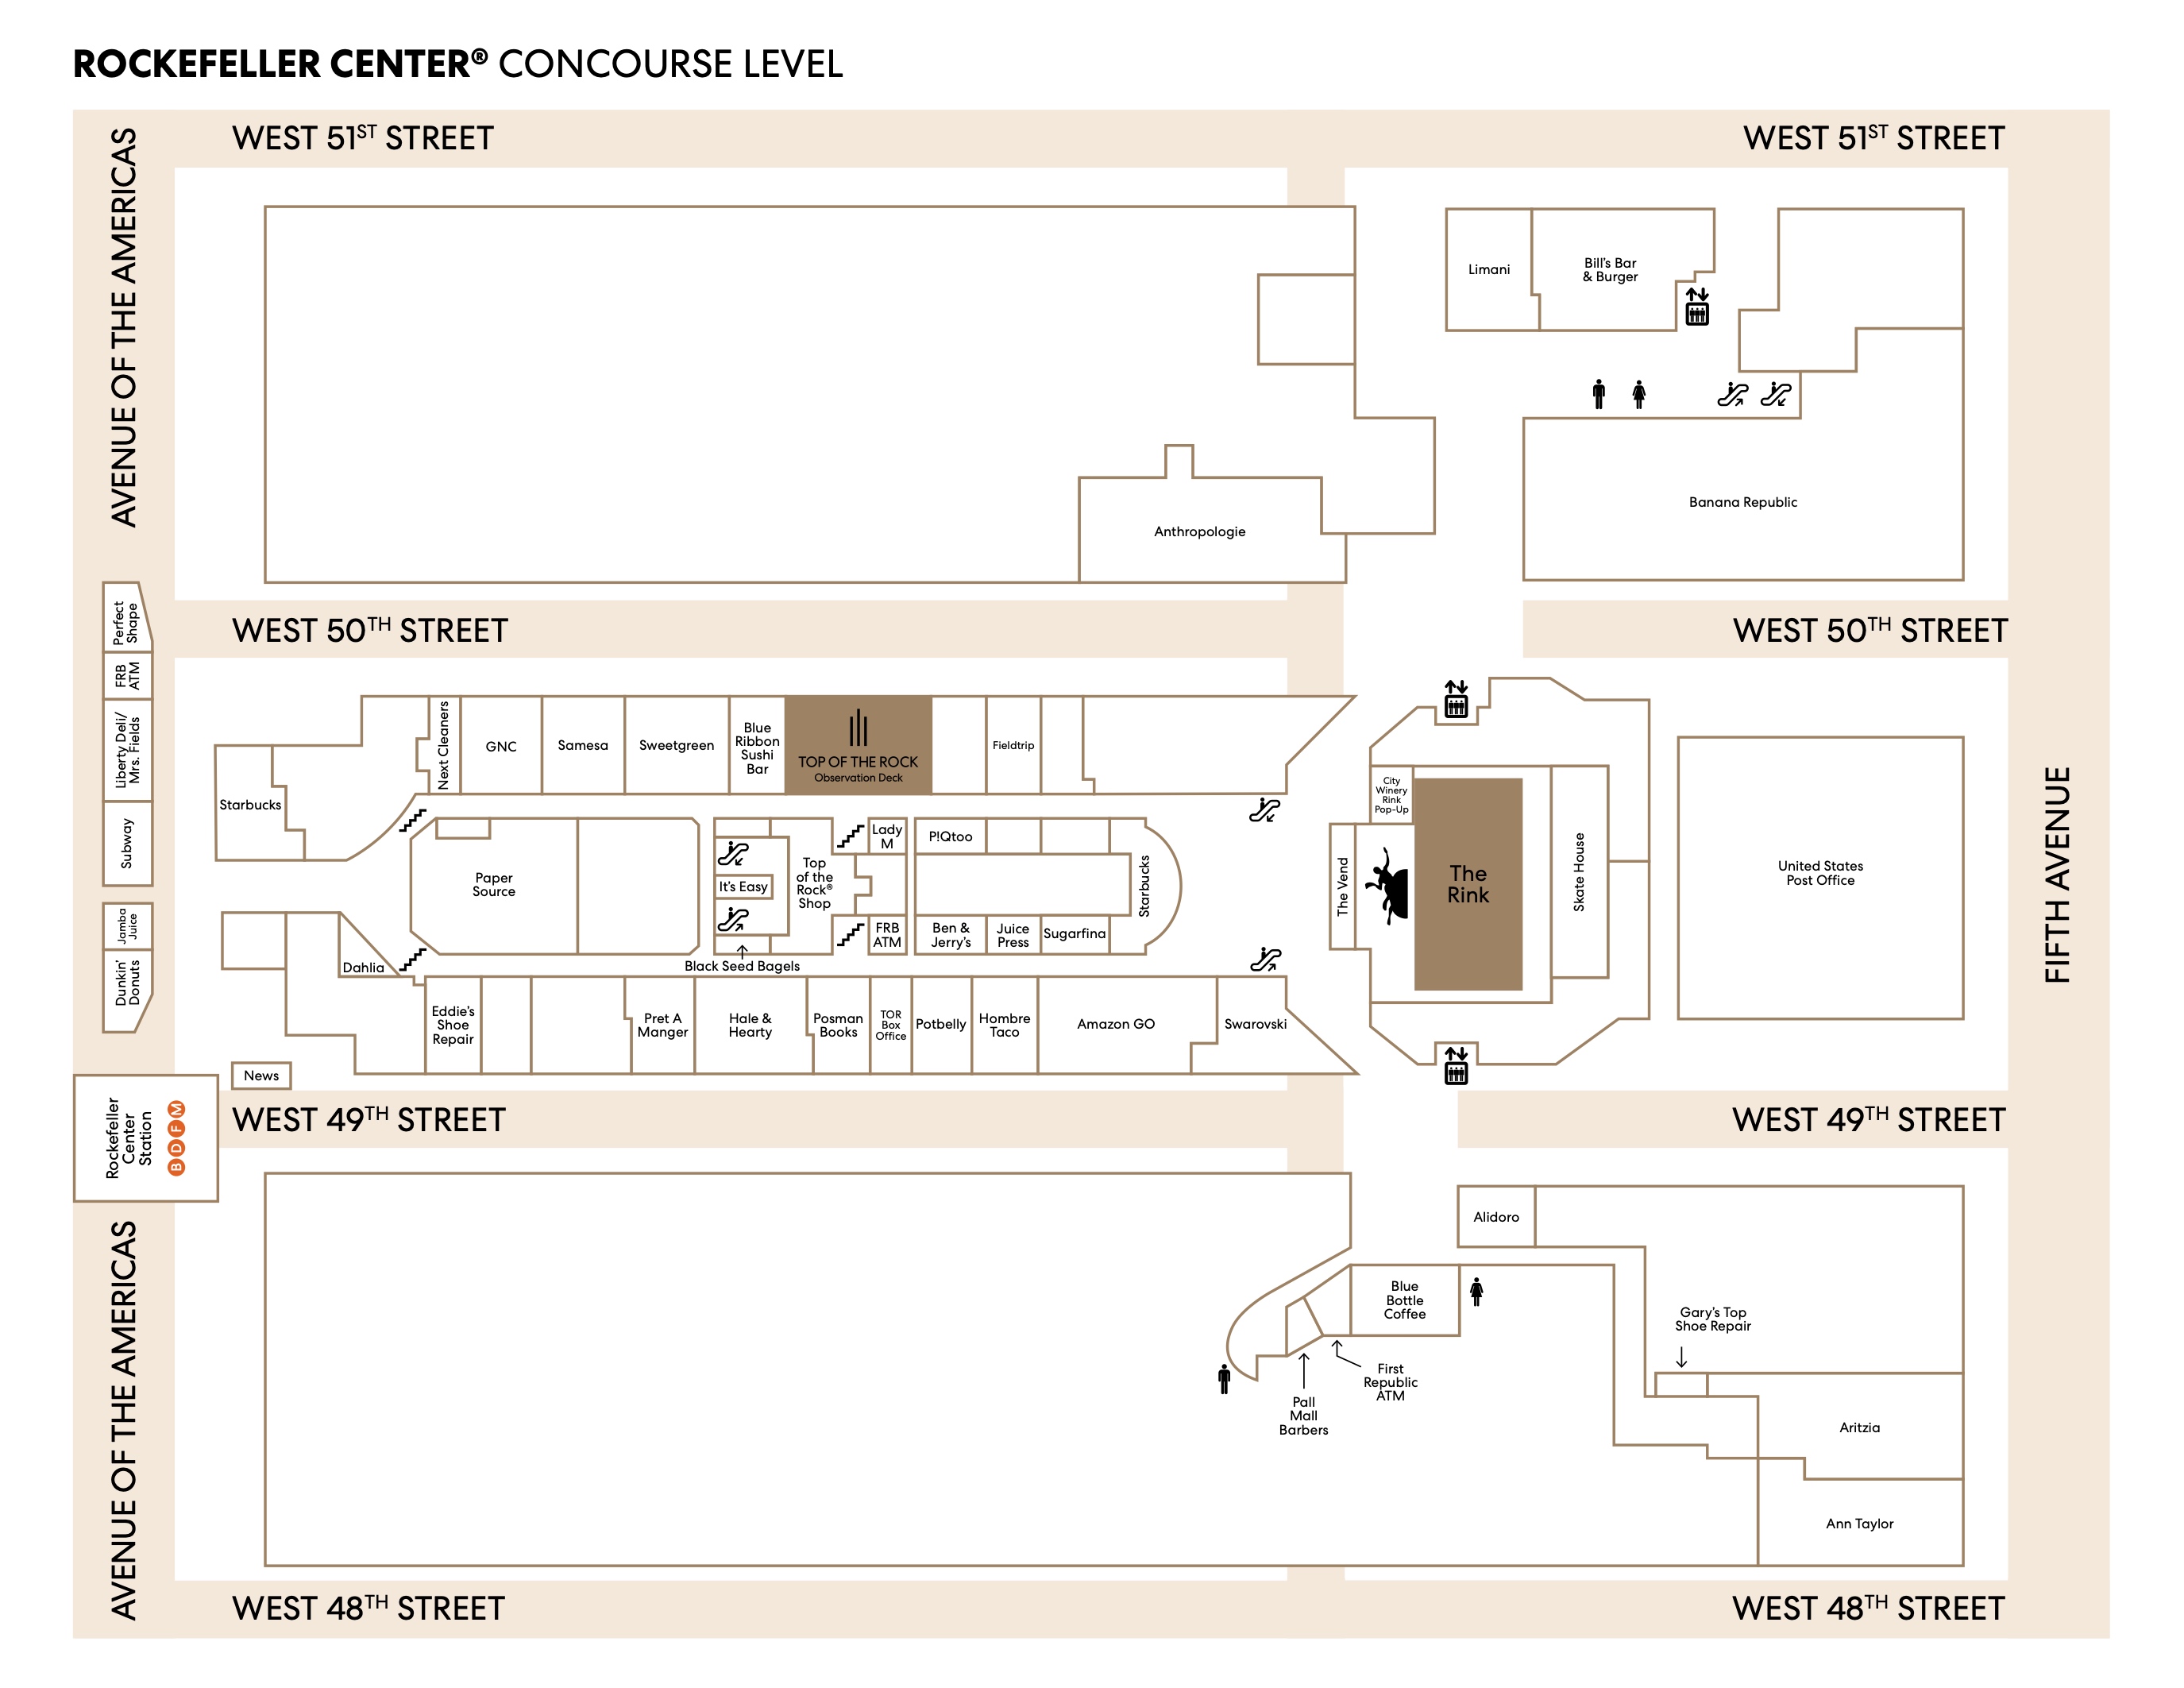 ROCKEFELLER CENTER® CONCOURSE LEVEL
WEST 51ST STREET
WEST 51ST STREET
AVENUE OF THE AMERICAS
Limani
Bill's Bar
& Burger
Banana Republic
Anthropologie
WEST 50TH STREET
WEST 50TH STREET
Perfect
Shape
FRB
ATM
Liberty Deli/
Mrs. Fields
Subway
Jamba
Juice
Dunkin'
Donuts
Starbucks
Next Cleaners
GNC
Samesa
Sweetgreen
Blue
Ribbon
Sushi
Bar
TOP OF THE ROCK
Observation Deck
Fieldtrip
Paper
Source
It's Easy
Top
of the
Rock®
Shop
Lady
M
FRB
ATM
P!Qtoo
Ben &
Jerry's
Juice
Press
Sugarfina
Starbucks
Black Seed Bagels
Dahlia
Eddie's
Shoe
Repair
Pret A
Manger
Hale &
Hearty
Posman
Books
TOR
Box
Office
Potbelly
Hombre
Taco
Amazon GO
Swarovski
City
Winery
Rink
Pop-Up
The Vend
The
Rink
Skate House
United States
Post Office
FIFTH AVENUE
News
Rockefeller
Center
Station
B D F M
WEST 49TH STREET
WEST 49TH STREET
AVENUE OF THE AMERICAS
Alidoro
Blue
Bottle
Coffee
First
Republic
ATM
Pall
Mall
Barbers
Gary's Top
Shoe Repair
Aritzia
Ann Taylor
WEST 48TH STREET
WEST 48TH STREET